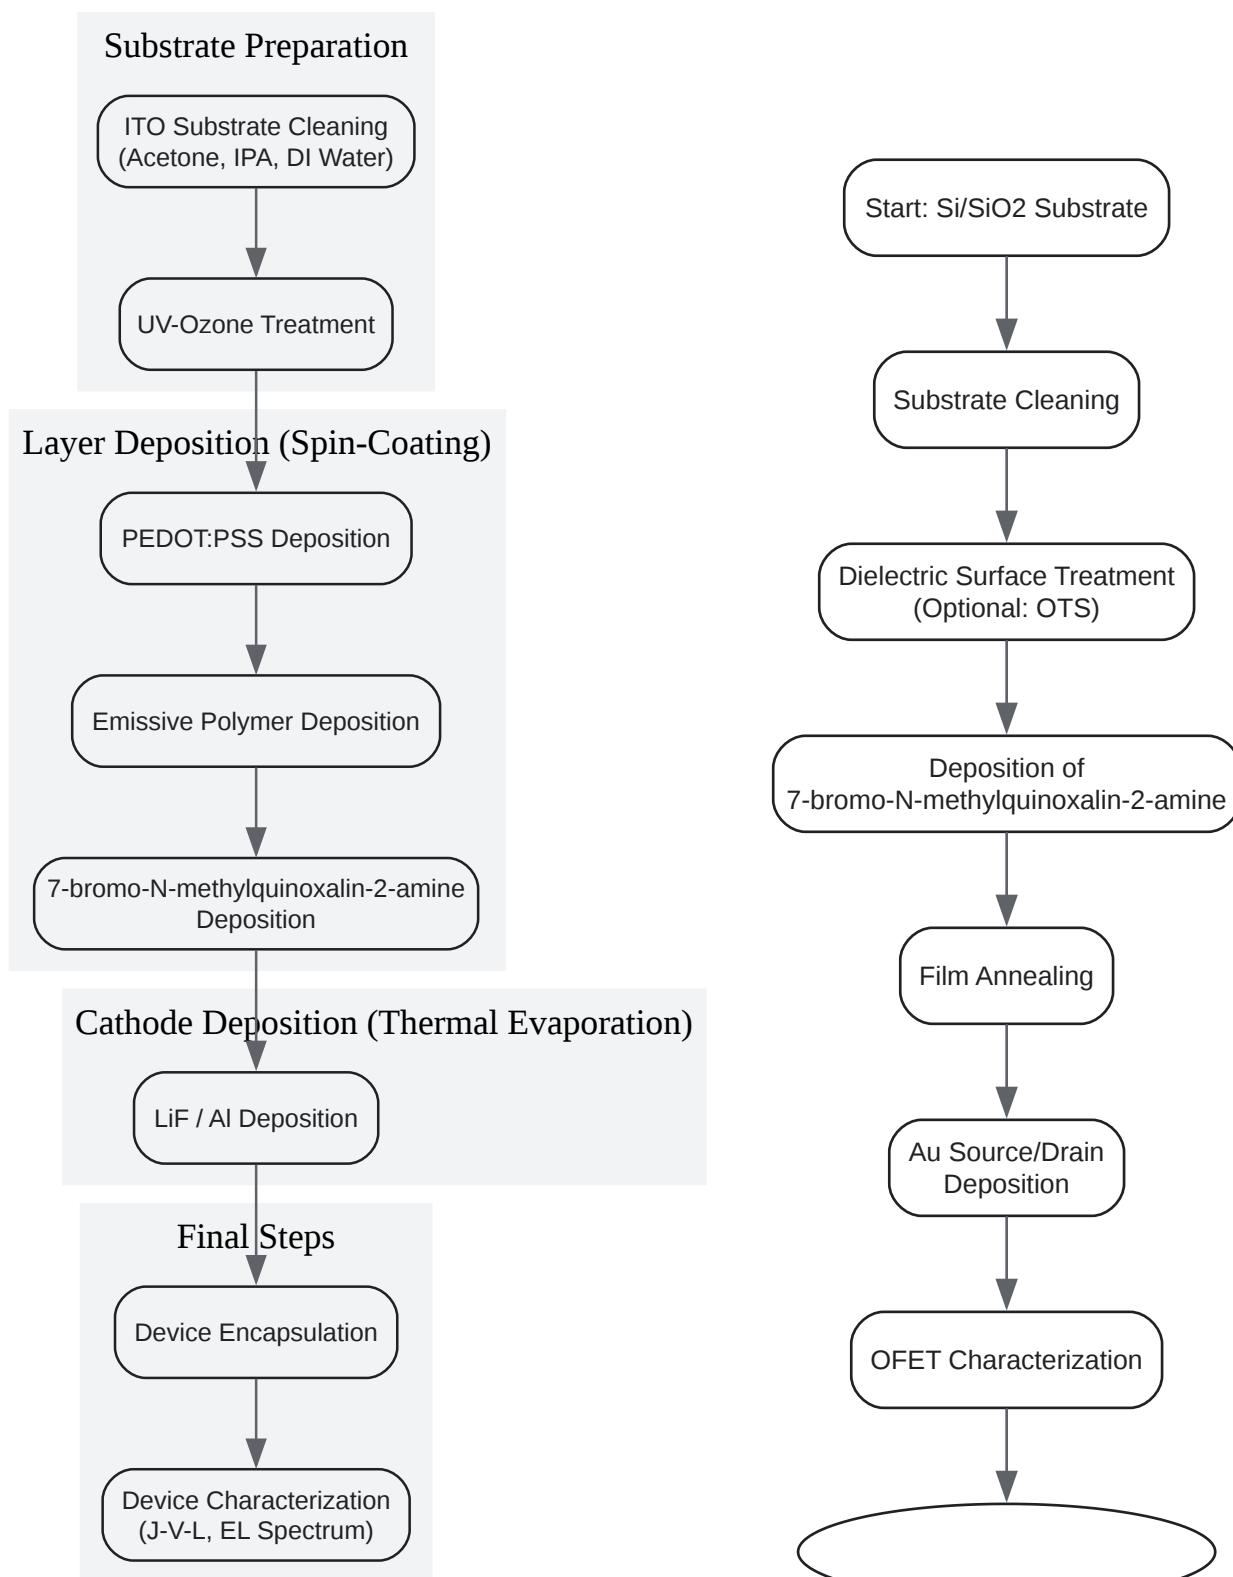 Substrate Preparation
ITO Substrate Cleaning
(Acetone, IPA, DI Water)
UV-Ozone Treatment
Layer Deposition (Spin-Coating)
PEDOT:PSS Deposition
Emissive Polymer Deposition
7-bromo-N-methylquinoxalin-2-amine
Deposition
Cathode Deposition (Thermal Evaporation)
LiF / Al Deposition
Final Steps
Device Encapsulation
Device Characterization
(J-V-L, EL Spectrum)
Start: Si/SiO2 Substrate
Substrate Cleaning
Dielectric Surface Treatment
(Optional: OTS)
Deposition of
7-bromo-N-methylquinoxalin-2-amine
Film Annealing
Au Source/Drain
Deposition
OFET Characterization